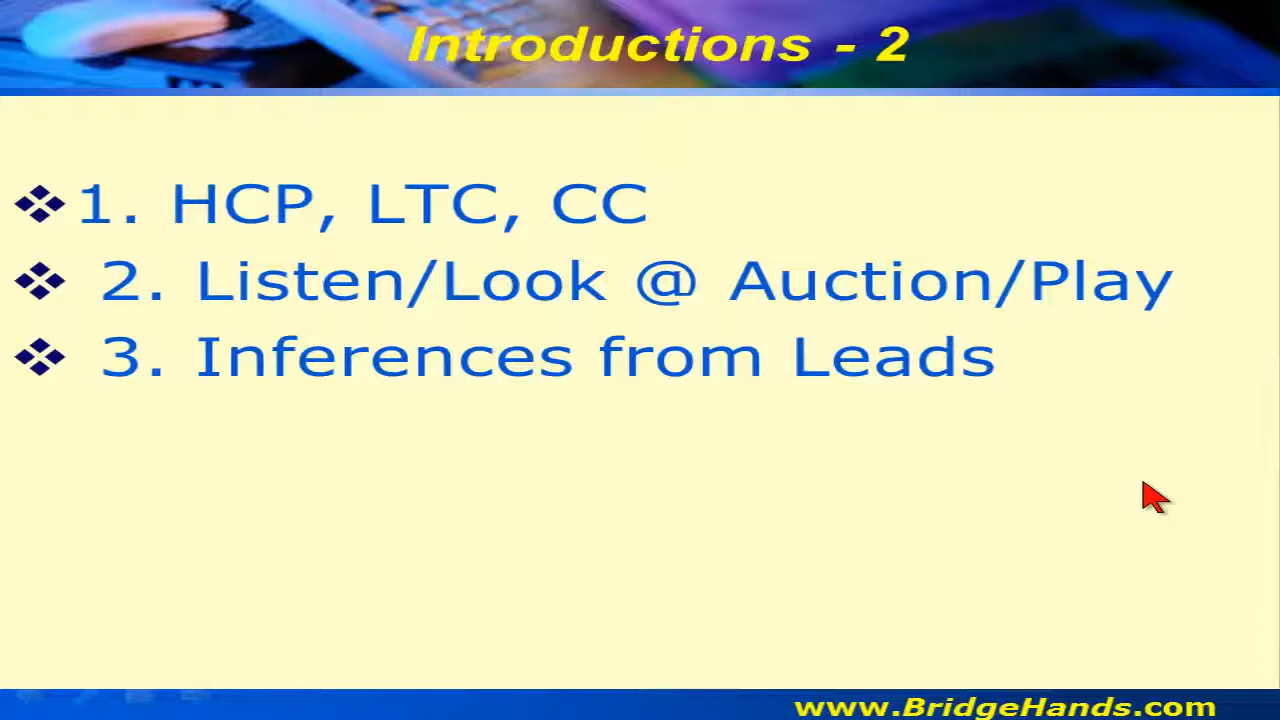 Introductions - 2
1. HCP, LTC, CC
2. Listen/Look @ Auction/Play
3. Inferences from Leads
www.BridgeHands.com